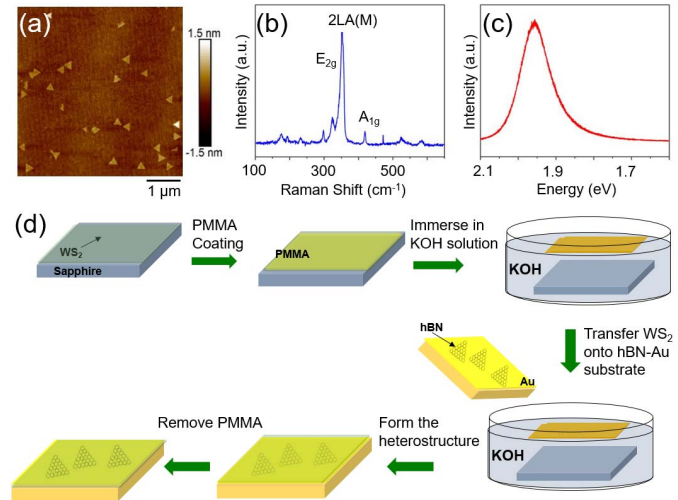 (a)
1.5 nm
-1.5 nm
1 μm
(b)
2LA(M)
E2g
A1g
Intensity (a.u.)
100
300
500
Raman Shift (cm-1)
(c)
Intensity (a.u.)
2.1
1.9
1.7
Energy (eV)
(d)
WS2
Sapphire
PMMA
Coating
PMMA
Immerse in
KOH solution
KOH
Transfer WS2
onto hBN-Au
substrate
hBN
Au
KOH
Form the
heterostructure
Remove PMMA